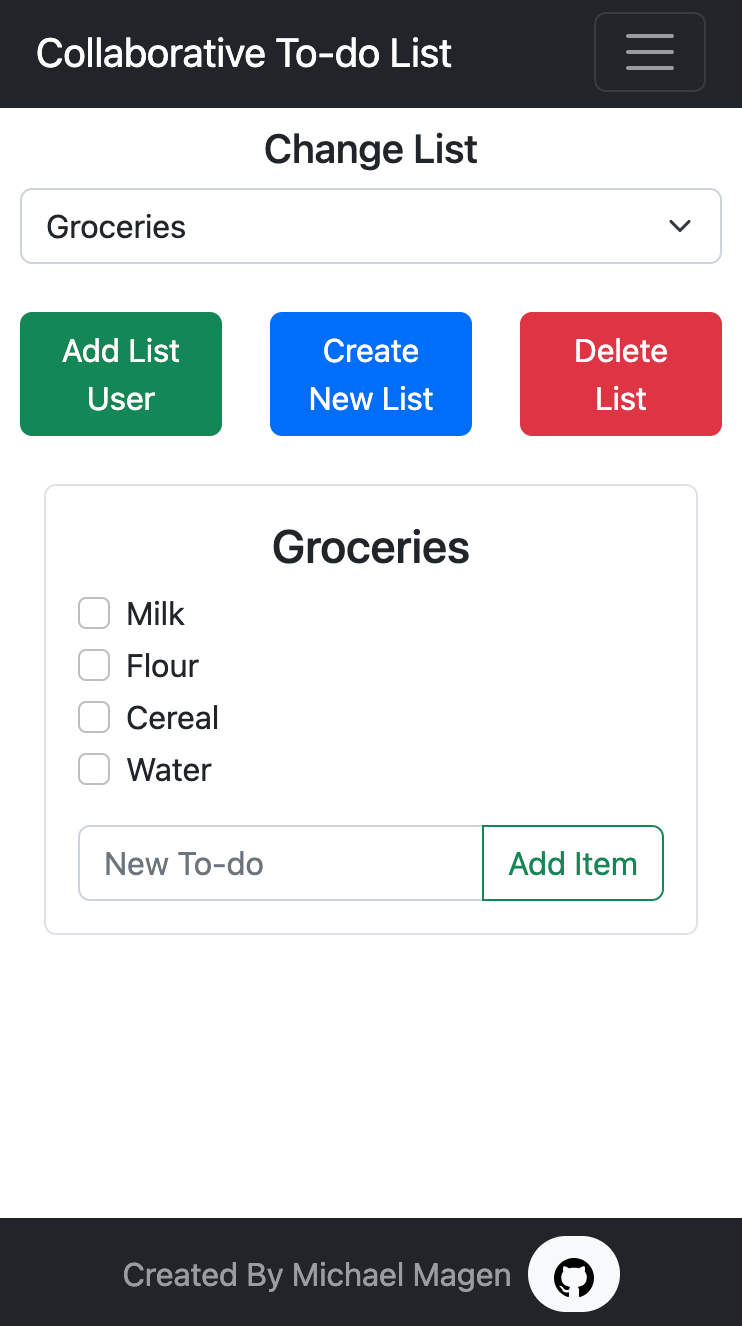 Collaborative To-do List
Change List
Groceries
Add List
User
Create
New List
Delete
List
Groceries
Milk
Flour
Cereal
Water
New To-do
Add Item
Created By Michael Magen